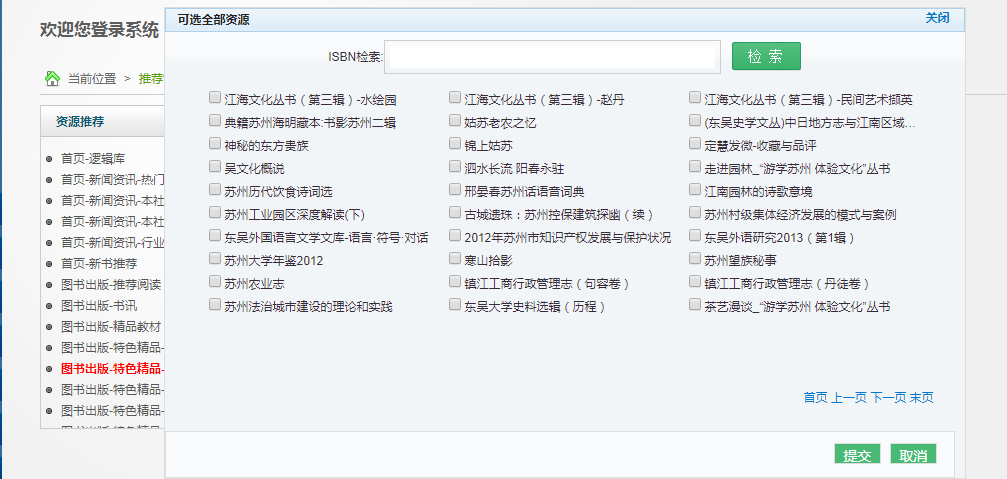 欢迎您登录系统
当前位置 > 推荐
资源推荐
首页-逻辑库
首页-新闻资讯-热门
首页-新闻资讯-本社
首页-新闻资讯-本社
首页-新闻资讯-行业
首页-新书推荐
图书出版-推荐阅读
图书出版-书讯
图书出版-精品教材
图书出版-特色精品-
图书出版-特色精品-
图书出版-特色精品-
图书出版-特色精品-
可选全部资源 关闭
ISBN检索: 检 索
江海文化丛书（第三辑）-水绘园 江海文化丛书（第三辑）-赵丹 江海文化丛书（第三辑）-民间艺术撷英
典籍苏州海明藏本:书影苏州二辑 姑苏老农之忆 (东吴史学文丛)中日地方志与江南区域...
神秘的东方贵族 锦上姑苏 定慧发微-收藏与品评
吴文化概说 泗水长流 阳春永驻 走进园林_“游学苏州 体验文化”丛书
苏州历代饮食诗词选 邢晏春苏州话语音词典 江南园林的诗歌意境
苏州工业园区深度解读(下) 古城遗珠：苏州控保建筑探幽（续） 苏州村级集体经济发展的模式与案例
东吴外国语言文学文库-语言·符号·对话 2012年苏州市知识产权发展与保护状况 东吴外语研究2013（第1辑）
苏州大学年鉴2012 寒山拾影 苏州望族秘事
苏州农业志 镇江工商行政管理志（句容卷） 镇江工商行政管理志（丹徒卷）
苏州法治城市建设的理论和实践 东吴大学史料选辑（历程） 茶艺漫谈_“游学苏州 体验文化”丛书
首页 上一页 下一页 末页
提交 取消